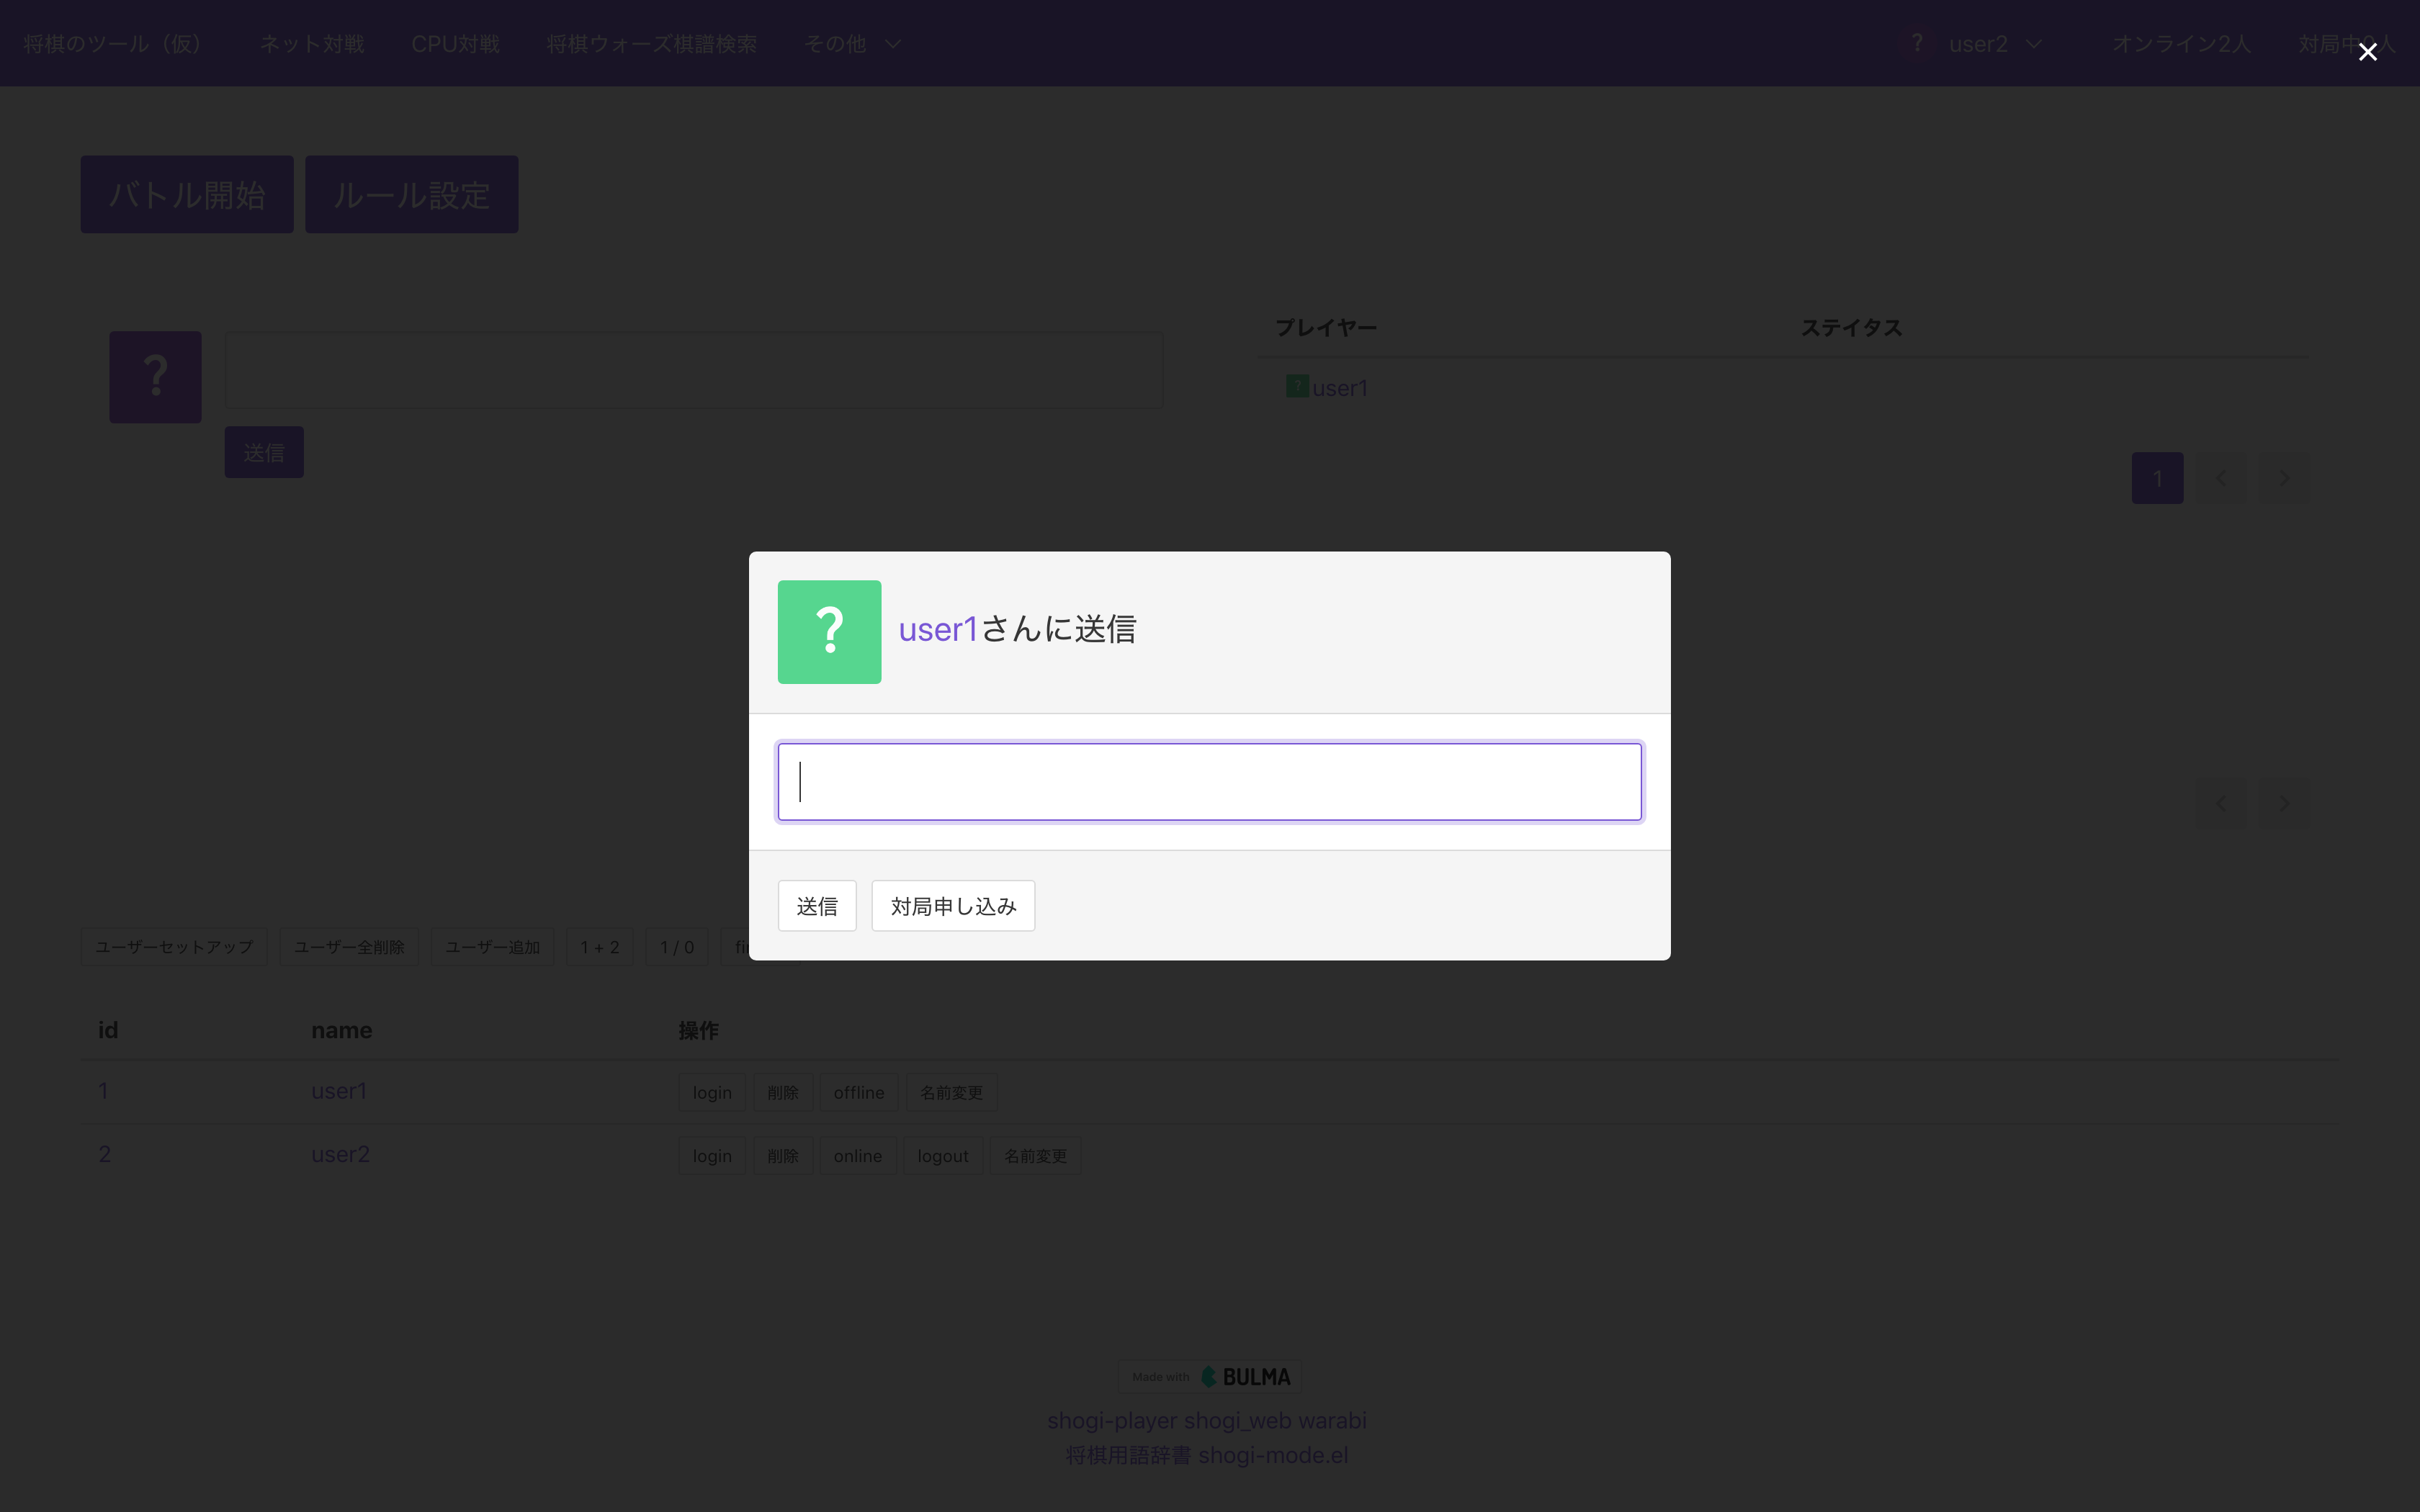 将棋のツール（仮） ネット対戦 CPU対戦 将棋ウォーズ棋譜検索 その他 ? user2 オンライン2人 対局中0人
バトル開始 ルール設定
プレイヤー ステイタス
?
? user1
送信
1
? user1さんに送信
送信 対局申し込み
ユーザーセットアップ ユーザー全削除 ユーザー追加 1 + 2 1 / 0
id name 操作
1 user1 login 削除 offline 名前変更
2 user2 login 削除 online logout 名前変更
Made with BULMA
shogi-player shogi_web warabi
将棋用語辞書 shogi-mode.el